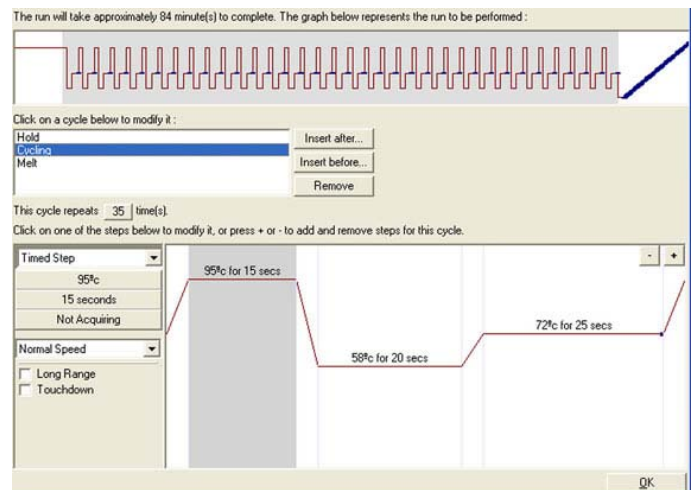 The run will take approximately 84 minute(s) to complete. The graph below represents the run to be performed :
Click on a cycle below to modify it :
Hold
Cycling
Melt
Insert after...
Insert before...
Remove
This cycle repeats 35 time(s).
Click on one of the steps below to modify it, or press + or - to add and remove steps for this cycle.
Timed Step
95ºc
15 seconds
Not Acquiring
Normal Speed
Long Range
Touchdown
95ºc for 15 secs
58ºc for 20 secs
72ºc for 25 secs
- +
OK